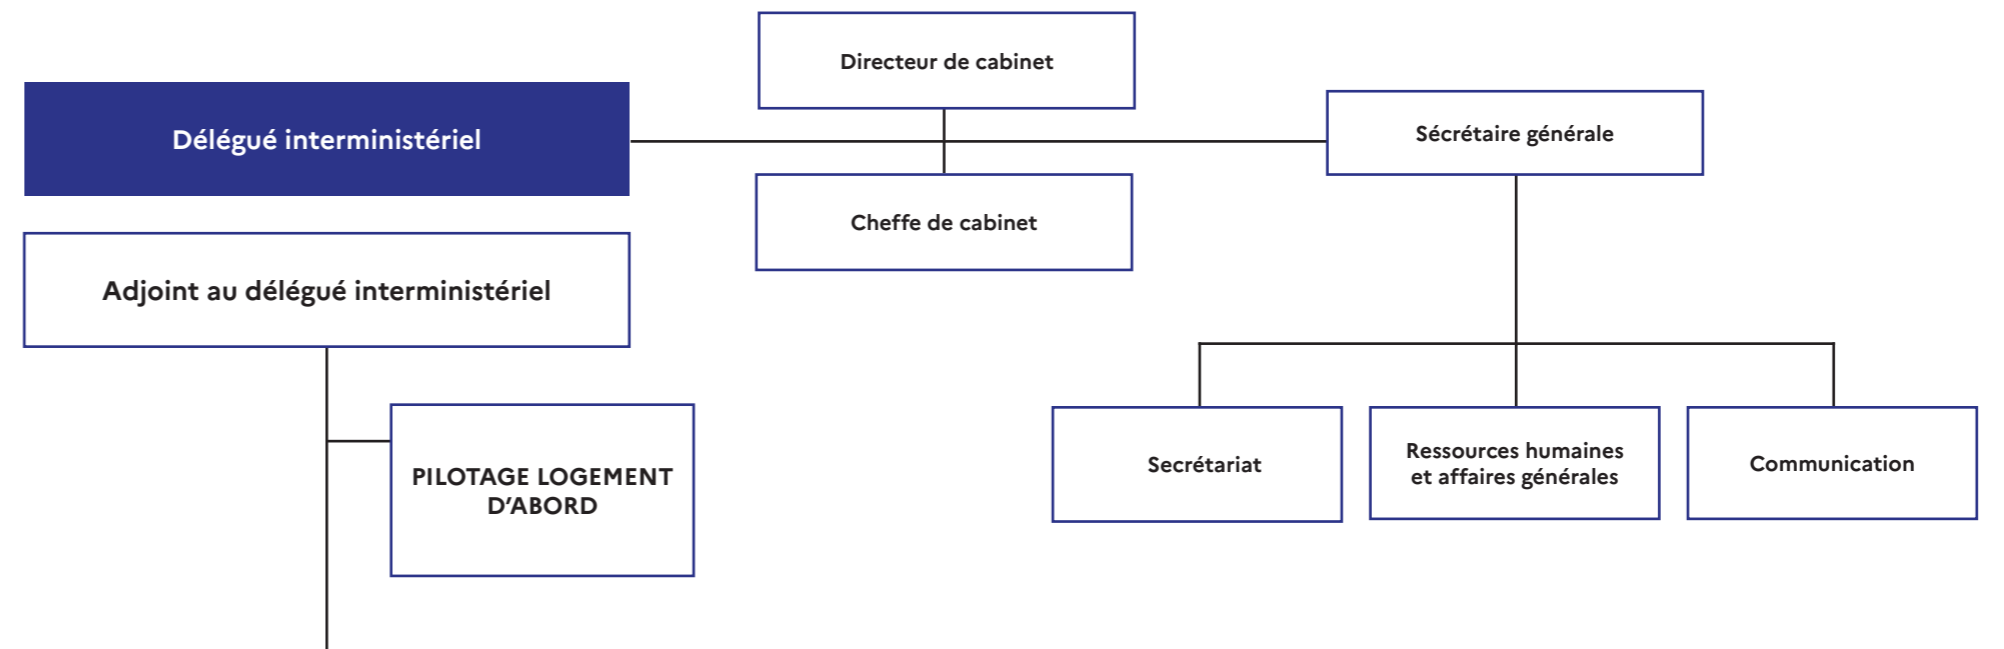 Directeur de cabinet
Délégué interministériel
Sécrétaire générale
Cheffe de cabinet
Adjoint au délégué interministériel
PILOTAGE LOGEMENT
D’ABORD
Secrétariat
Ressources humaines
et affaires générales
Communication